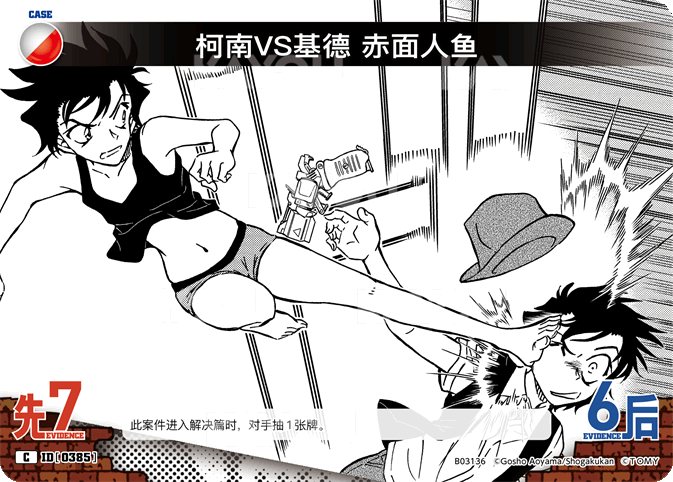 CASE
柯南VS基德 赤面人鱼
先7
EVIDENCE
此案件进入解决篇时，对手抽1张牌。
6后
EVIDENCE
C ID[0385]
B03136 ©Gosho Aoyama/Shogakukan ©TOMY